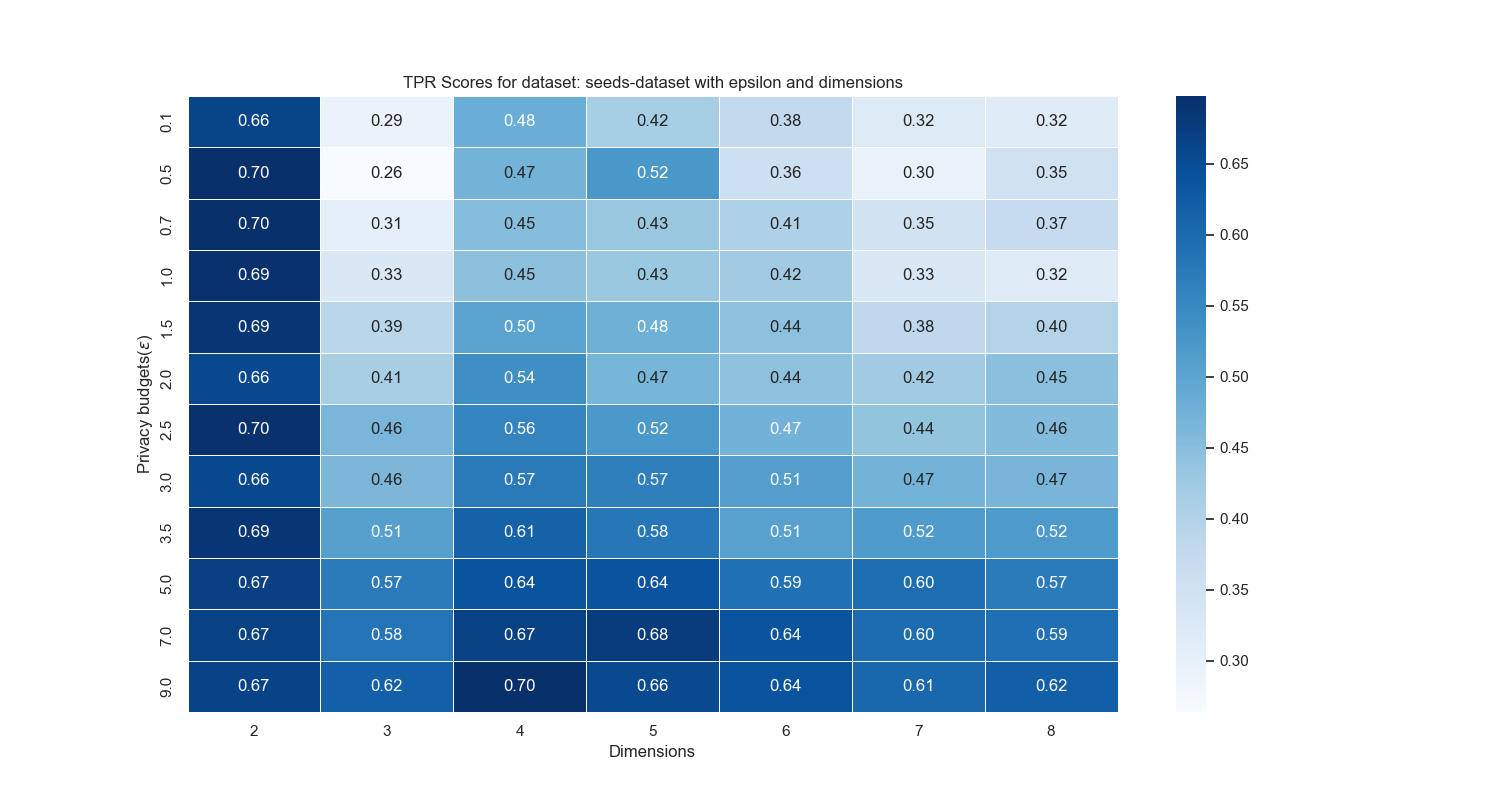 TPR Scores for dataset: seeds-dataset with epsilon and dimensions
Privacy budgets(ε)
0.1 0.66 0.29 0.48 0.42 0.38 0.32 0.32
0.5 0.70 0.26 0.47 0.52 0.36 0.30 0.35
0.7 0.70 0.31 0.45 0.43 0.41 0.35 0.37
1.0 0.69 0.33 0.45 0.43 0.42 0.33 0.32
1.5 0.69 0.39 0.50 0.48 0.44 0.38 0.40
2.0 0.66 0.41 0.54 0.47 0.44 0.42 0.45
2.5 0.70 0.46 0.56 0.52 0.47 0.44 0.46
3.0 0.66 0.46 0.57 0.57 0.51 0.47 0.47
3.5 0.69 0.51 0.61 0.58 0.51 0.52 0.52
5.0 0.67 0.57 0.64 0.64 0.59 0.60 0.57
7.0 0.67 0.58 0.67 0.68 0.64 0.60 0.59
9.0 0.67 0.62 0.70 0.66 0.64 0.61 0.62
2 3 4 5 6 7 8
Dimensions
0.65
0.60
0.55
0.50
0.45
0.40
0.35
0.30